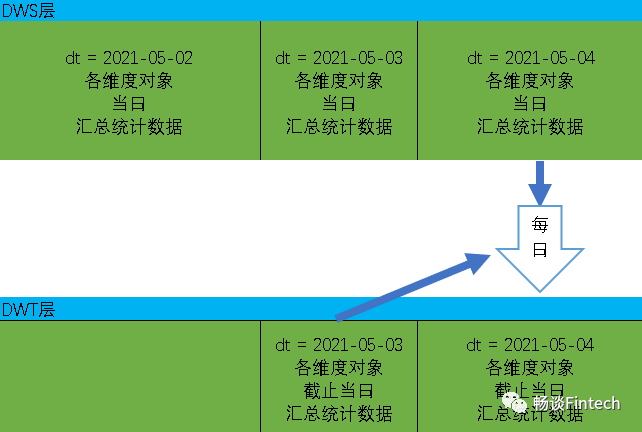 DWS层
dt = 2021-05-02
各维度对象
当日
汇总统计数据
dt = 2021-05-03
各维度对象
当日
汇总统计数据
dt = 2021-05-04
各维度对象
当日
汇总统计数据
每
日
DWT层
dt = 2021-05-03
各维度对象
截止当日
汇总统计数据
dt = 2021-05-04
各维度对象
截止当日
汇总统计数据
畅谈Fintech